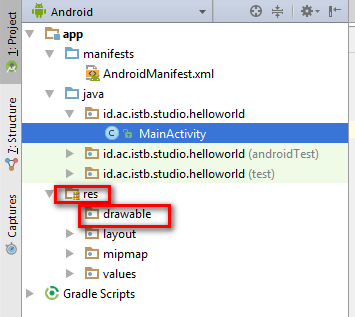 Android
1: Project
7: Structure
Captures
app
manifests
AndroidManifest.xml
java
id.ac.istb.studio.helloworld
MainActivity
id.ac.istb.studio.helloworld (androidTest)
id.ac.istb.studio.helloworld (test)
res
drawable
layout
mipmap
values
Gradle Scripts